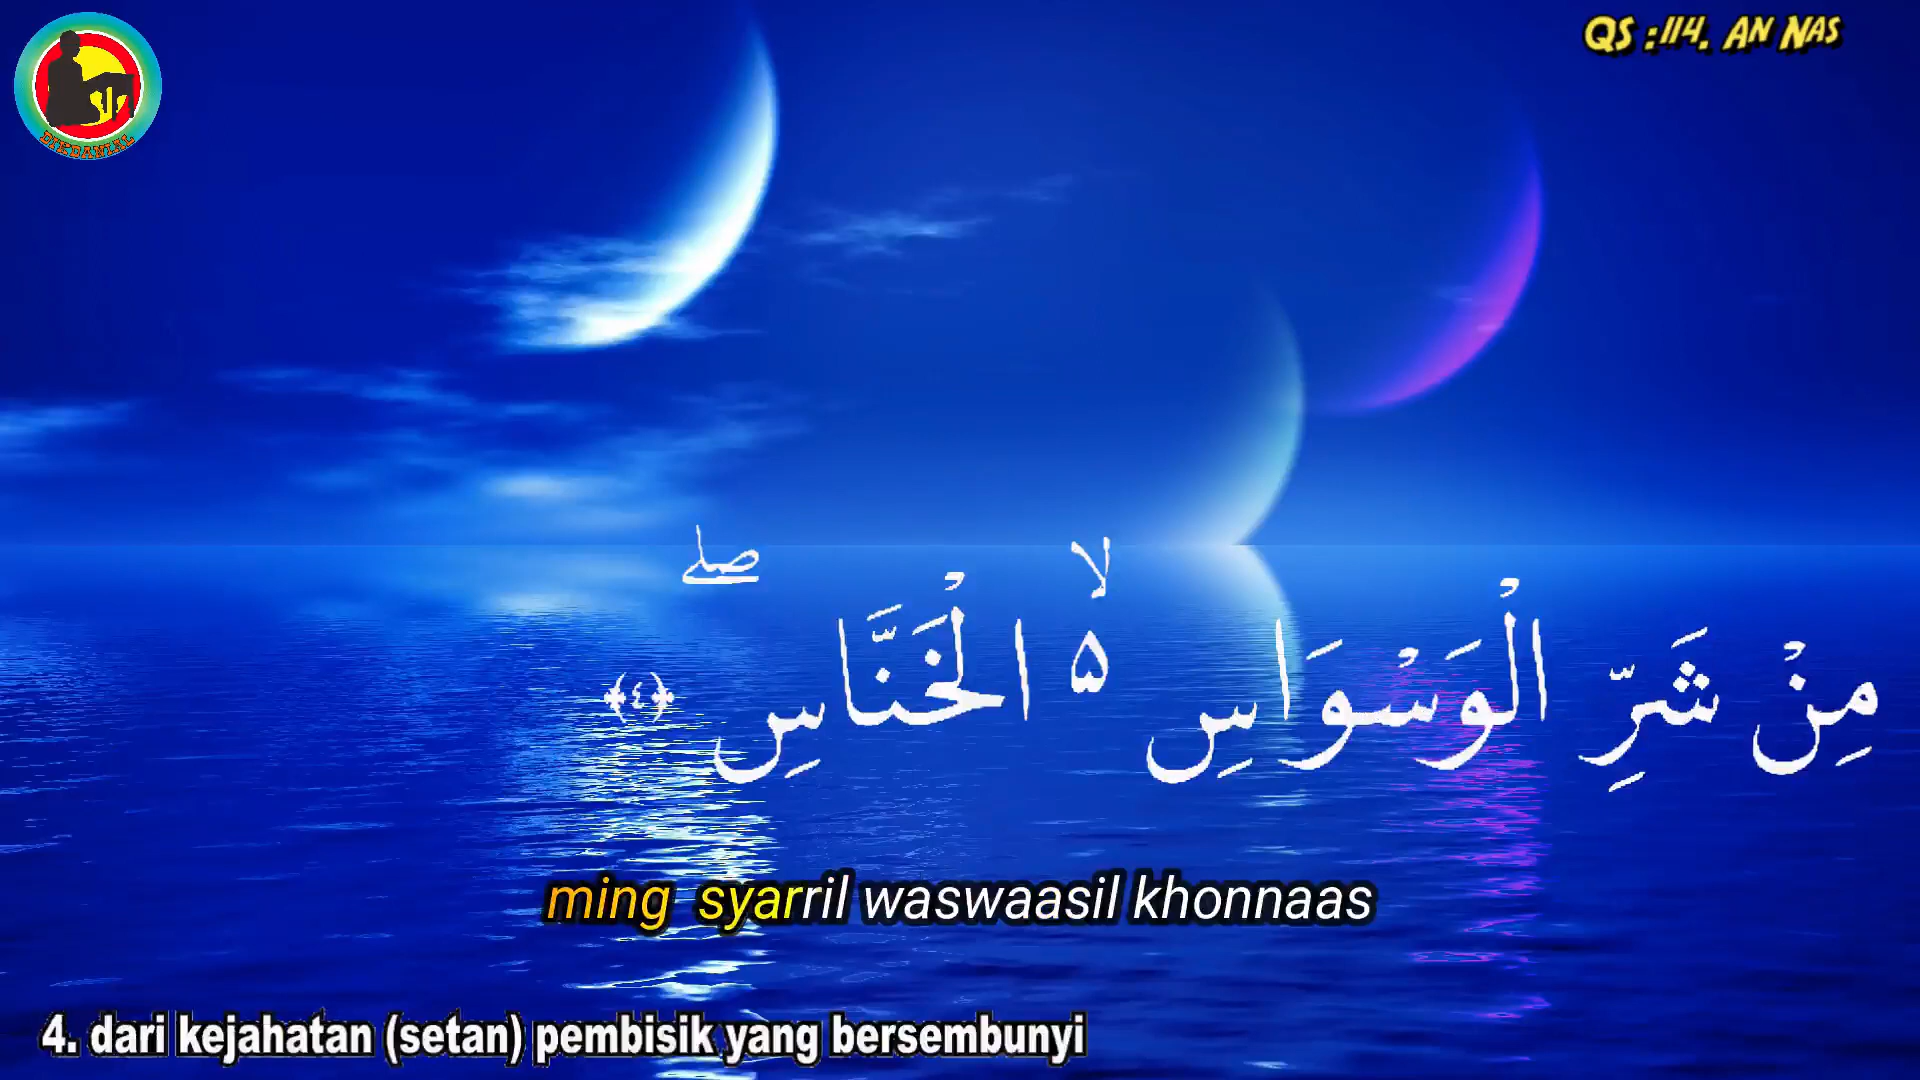 DIKDANIAL
QS :114. AN NAS
مِنْ شَرِّ الْوَسْوَاسِ ۵ۙ الْخَنَّاسِۖ ﴿٤﴾
ming syarril waswaasil khonnaas
4. dari kejahatan (setan) pembisik yang bersembunyi